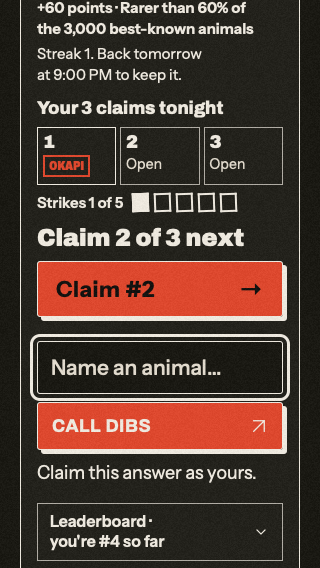 +60 points · Rarer than 60% of
the 3,000 best-known animals
Streak 1. Back tomorrow
at 9:00 PM to keep it.
Your 3 claims tonight
1
OKAPI
2
Open
3
Open
Strikes 1 of 5
Claim 2 of 3 next
Claim #2 →
Name an animal...
CALL DIBS
Claim this answer as yours.
Leaderboard ·
you're #4 so far